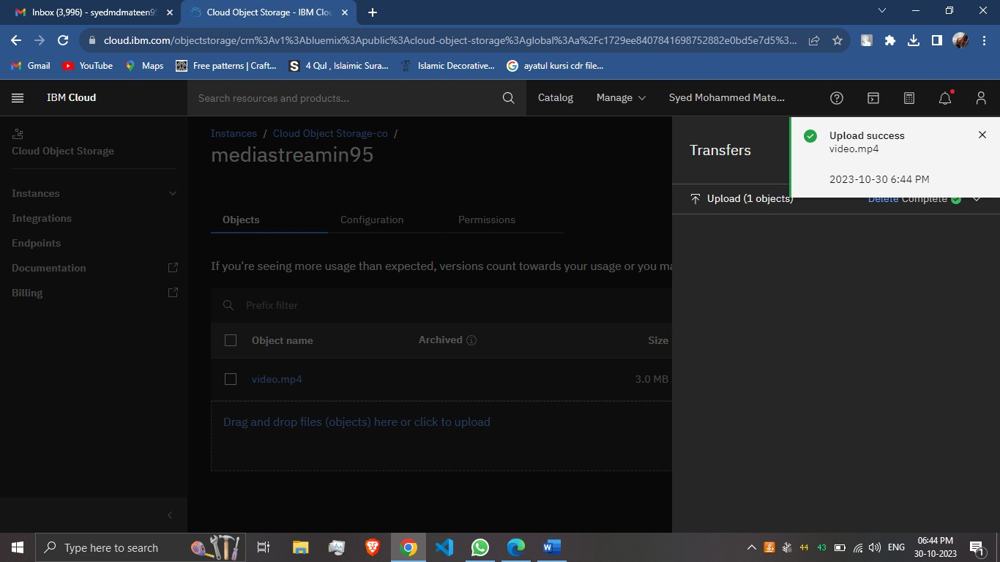 Inbox (3,996) - syedmdmateen95
Cloud Object Storage - IBM Clou
cloud.ibm.com/objectstorage/crn%3Av1%3Abluemix%3Apublic%3Acloud-object-storage%3Aglobal%3Aa%2Fc1729ee8407841698752882e0bd5e7d5%3...
Gmail
YouTube
Maps
Free patterns | Craft...
4 Qul , Islaimic Sura...
Islamic Decorative...
ayatul kursi cdr file...
IBM Cloud
Search resources and products...
Catalog
Manage
Syed Mohammed Mate...
Cloud Object Storage
Instances
Integrations
Endpoints
Documentation
Billing
Instances / Cloud Object Storage-co /
mediastreamin95
Objects
Configuration
Permissions
If you're seeing more usage than expected, versions count towards your usage or you ma
Prefix filter
Object name
Archived
Size
video.mp4
3.0 MB
Drag and drop files (objects) here or click to upload
Transfers
Upload success
video.mp4
2023-10-30 6:44 PM
Upload (1 objects)
Delete
Complete
Type here to search
44
43
ENG
06:44 PM
30-10-2023
1